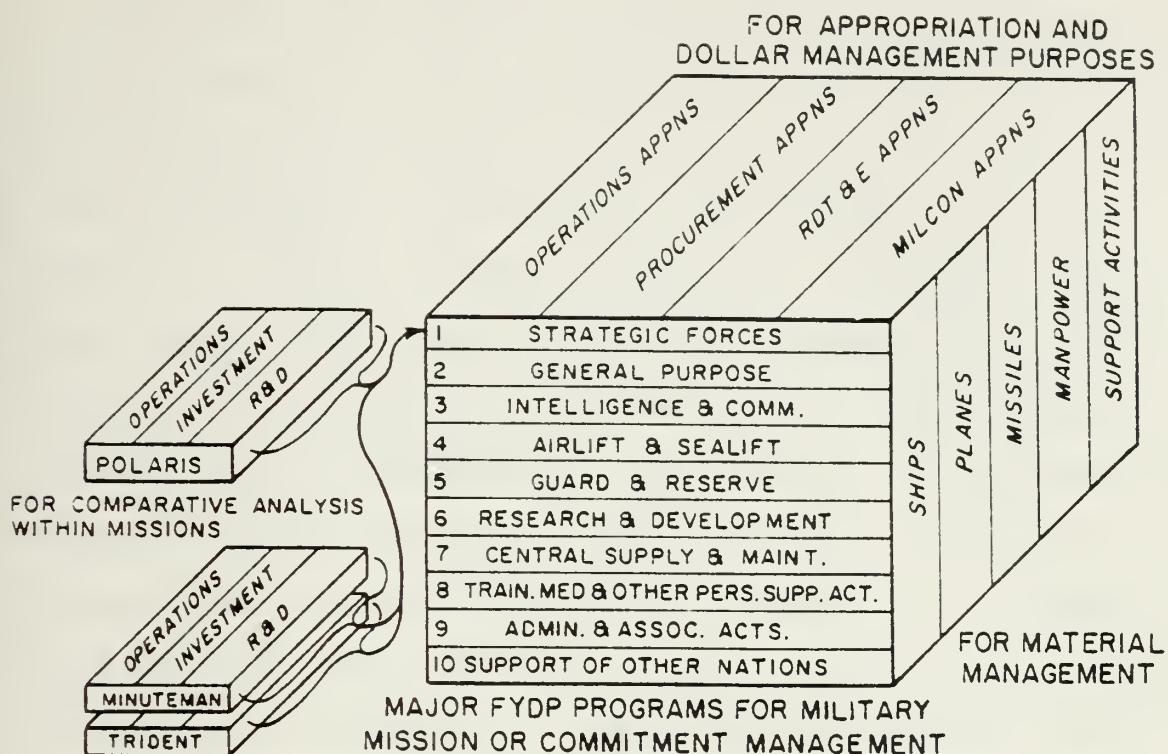 FOR APPROPRIATION AND
DOLLAR MANAGEMENT PURPOSES
OPERATIONS APPNS
PROCUREMENT APPNS
RDT & E APPNS
MILCON APPNS
SHIPS
PLANES
MISSILES
MANPOWER
SUPPORT ACTIVITIES
1 STRATEGIC FORCES
2 GENERAL PURPOSE
3 INTELLIGENCE & COMM.
4 AIRLIFT & SEALIFT
5 GUARD & RESERVE
6 RESEARCH & DEVELOPMENT
7 CENTRAL SUPPLY & MAINT.
8 TRAIN. MED & OTHER PERS. SUPP. ACT.
9 ADMIN. & ASSOC. ACTS.
10 SUPPORT OF OTHER NATIONS
OPERATIONS
INVESTMENT
R&D
POLARIS
FOR COMPARATIVE ANALYSIS
WITHIN MISSIONS
OPERATIONS
INVESTMENT
R&D
MINUTEMAN
TRIDENT
MAJOR FYDP PROGRAMS FOR MILITARY
MISSION OR COMMITMENT MANAGEMENT
FOR MATERIAL
MANAGEMENT